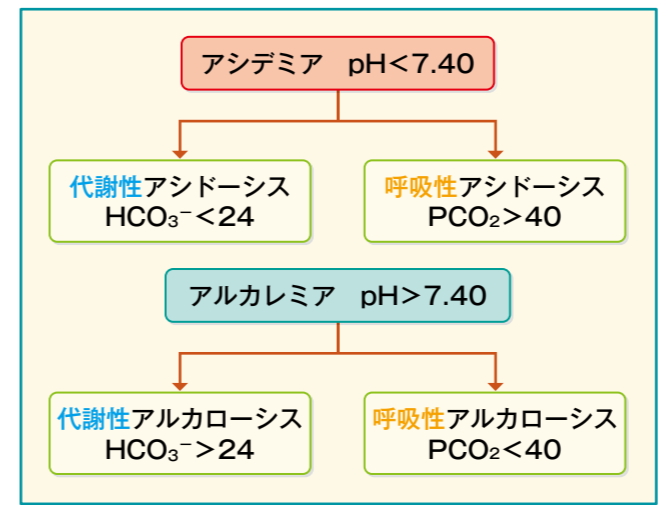 アシデミア　pH＜7.40
代謝性アシドーシス
HCO₃⁻＜24
呼吸性アシドーシス
PCO₂＞40
アルカレミア　pH＞7.40
代謝性アルカローシス
HCO₃⁻＞24
呼吸性アルカローシス
PCO₂＜40